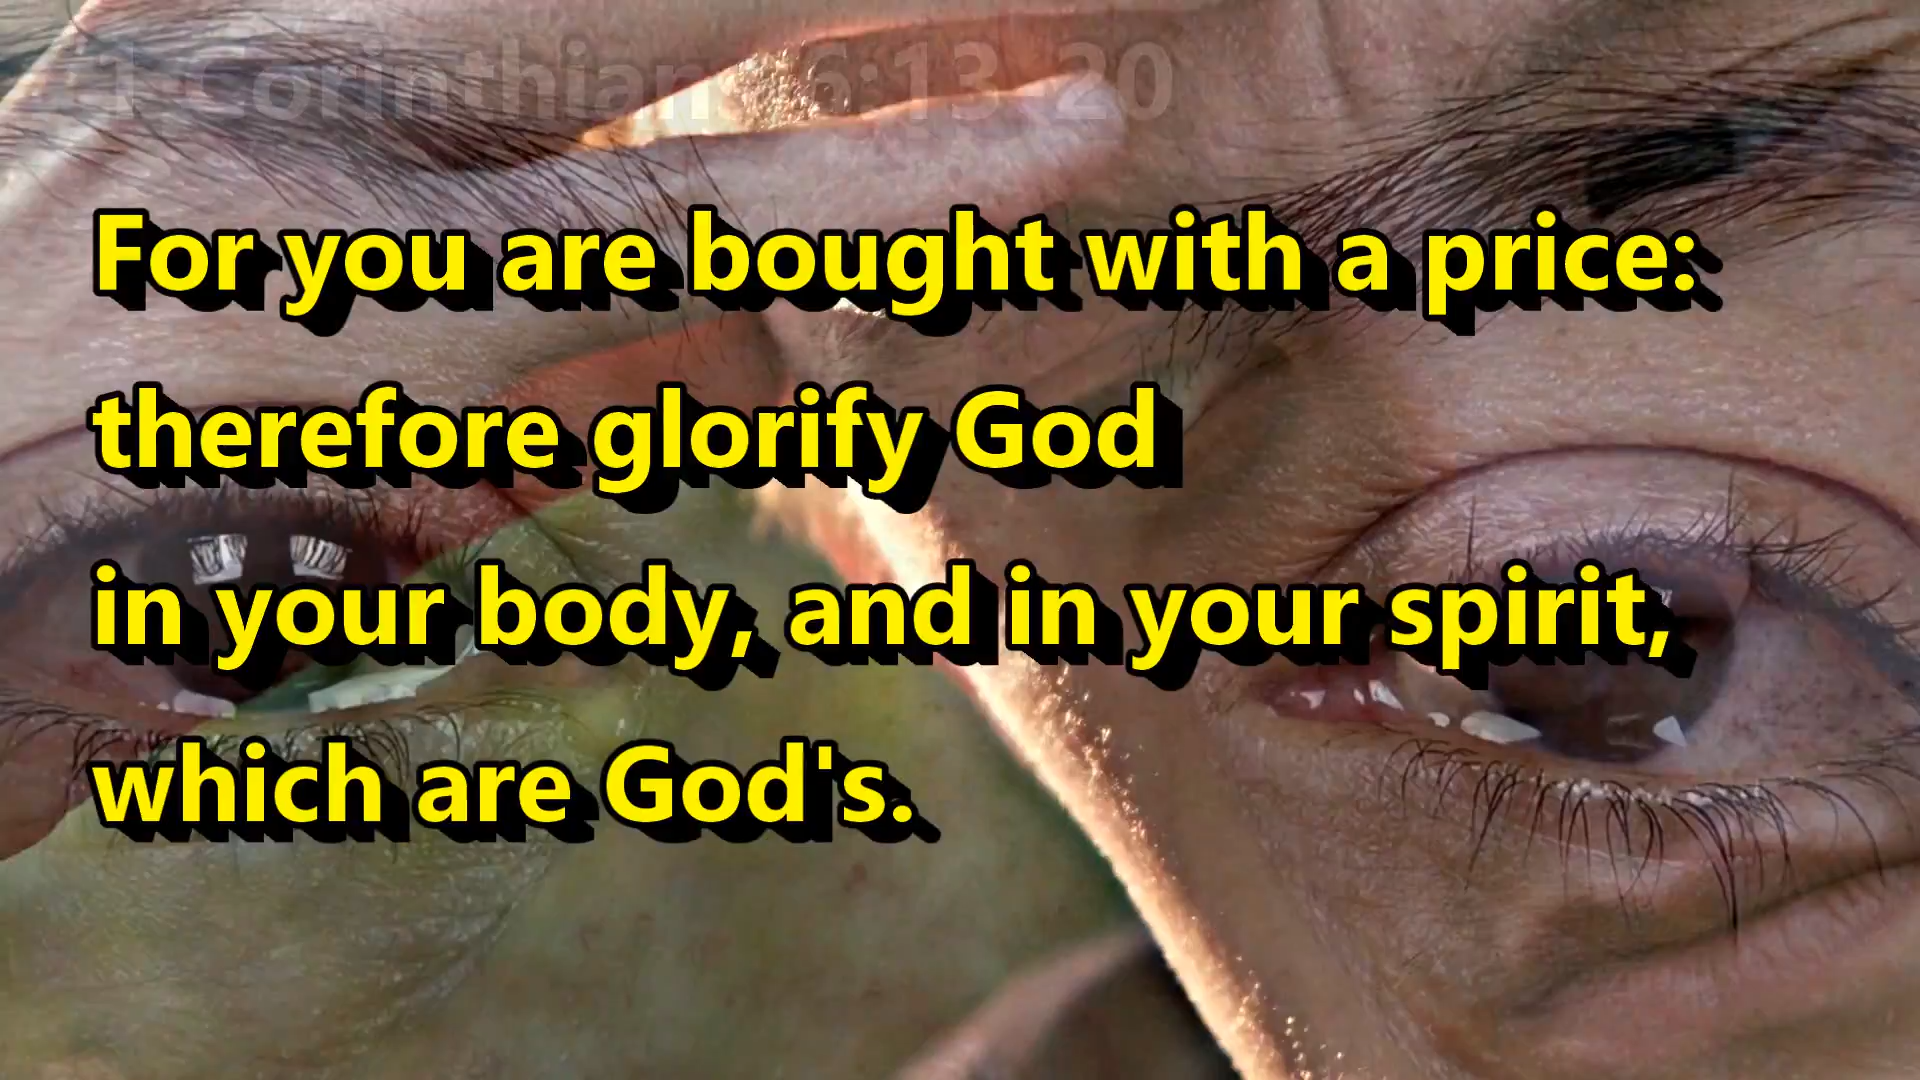 1 Corinthians 6:13-20
For you are bought with a price:
therefore glorify God
in your body, and in your spirit,
which are God's.